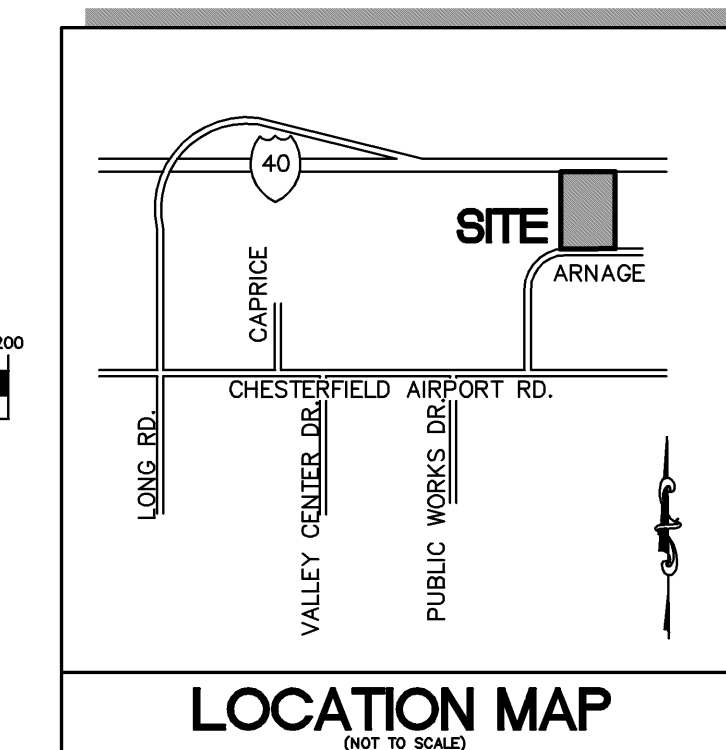 40
SITE
ARNAGE
CAPRICE
200
CHESTERFIELD AIRPORT RD.
LONG RD.
VALLEY CENTER DR.
PUBLIC WORKS DR.
LOCATION MAP
(NOT TO SCALE)